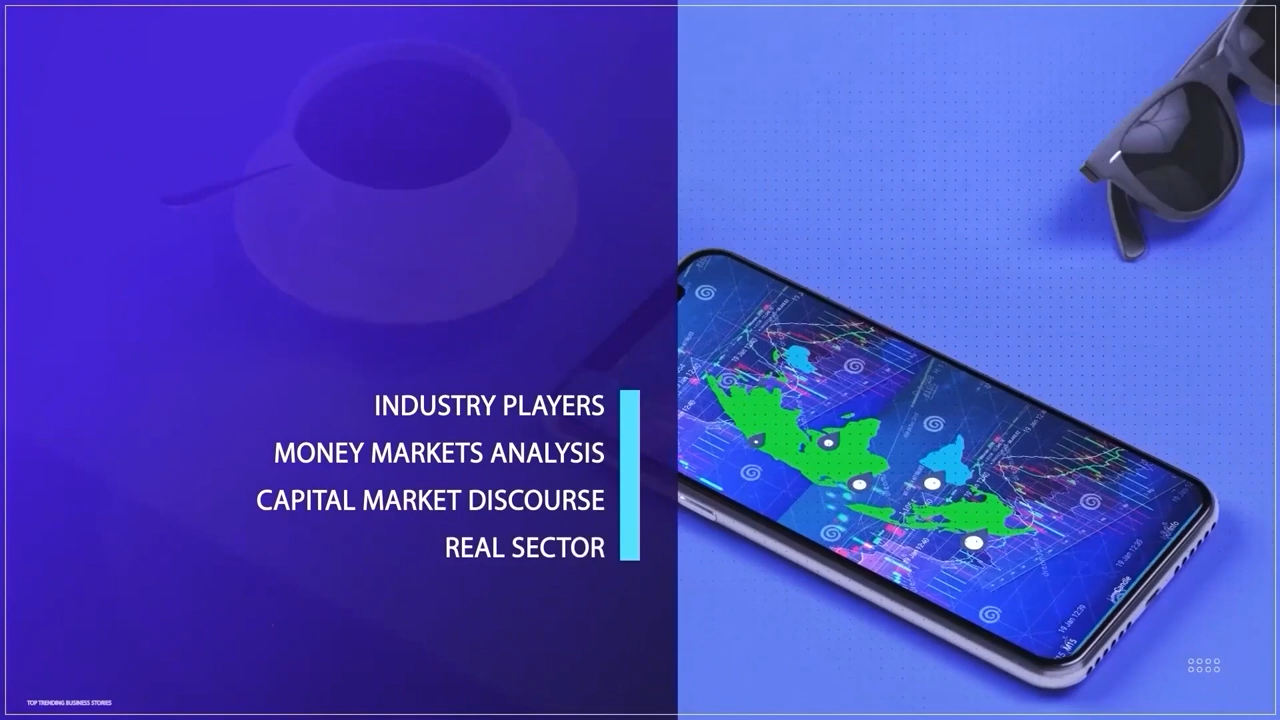 INDUSTRY PLAYERS
MONEY MARKETS ANALYSIS
CAPITAL MARKET DISCOURSE
REAL SECTOR
TOP TRENDING BUSINESS STORIES